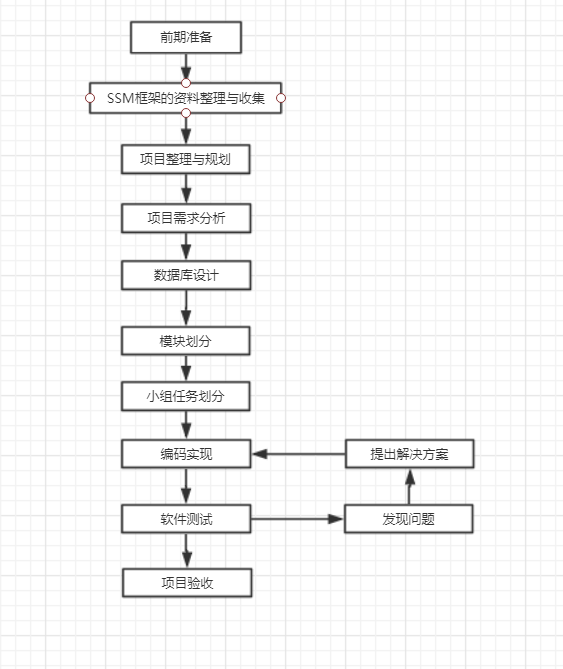 前期准备
SSM框架的资料整理与收集
项目整理与规划
项目需求分析
数据库设计
模块划分
小组任务划分
编码实现
提出解决方案
软件测试
发现问题
项目验收